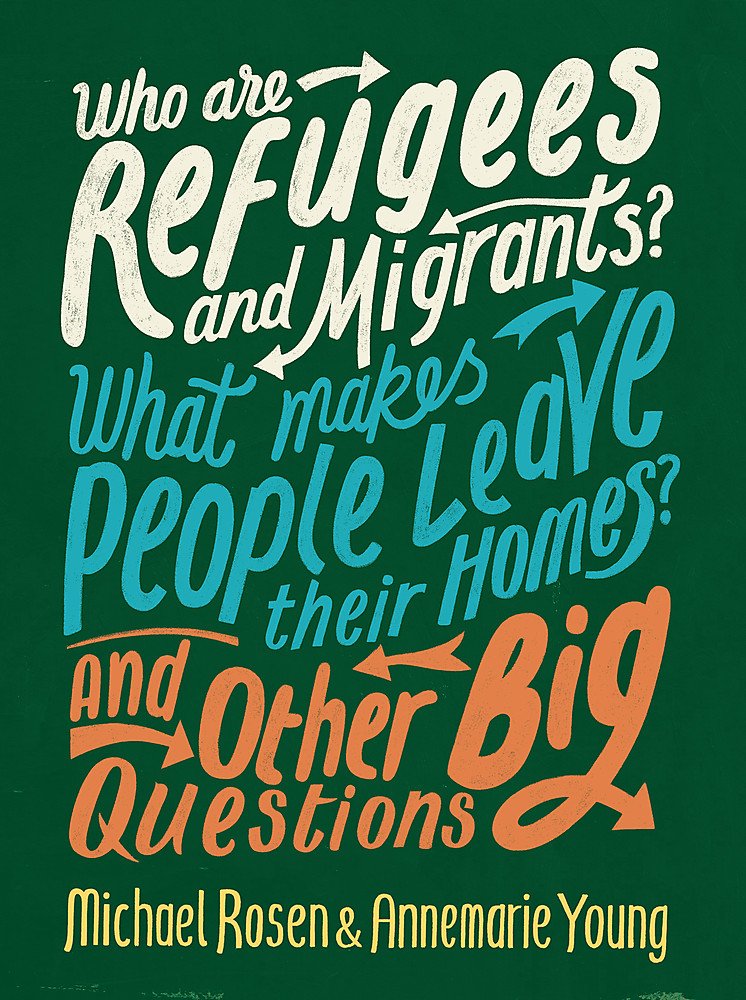 Who are
Refugees
and Migrants?
What makes
People Leave
their Homes?
And Other Big
Questions
Michael Rosen & Annemarie Young